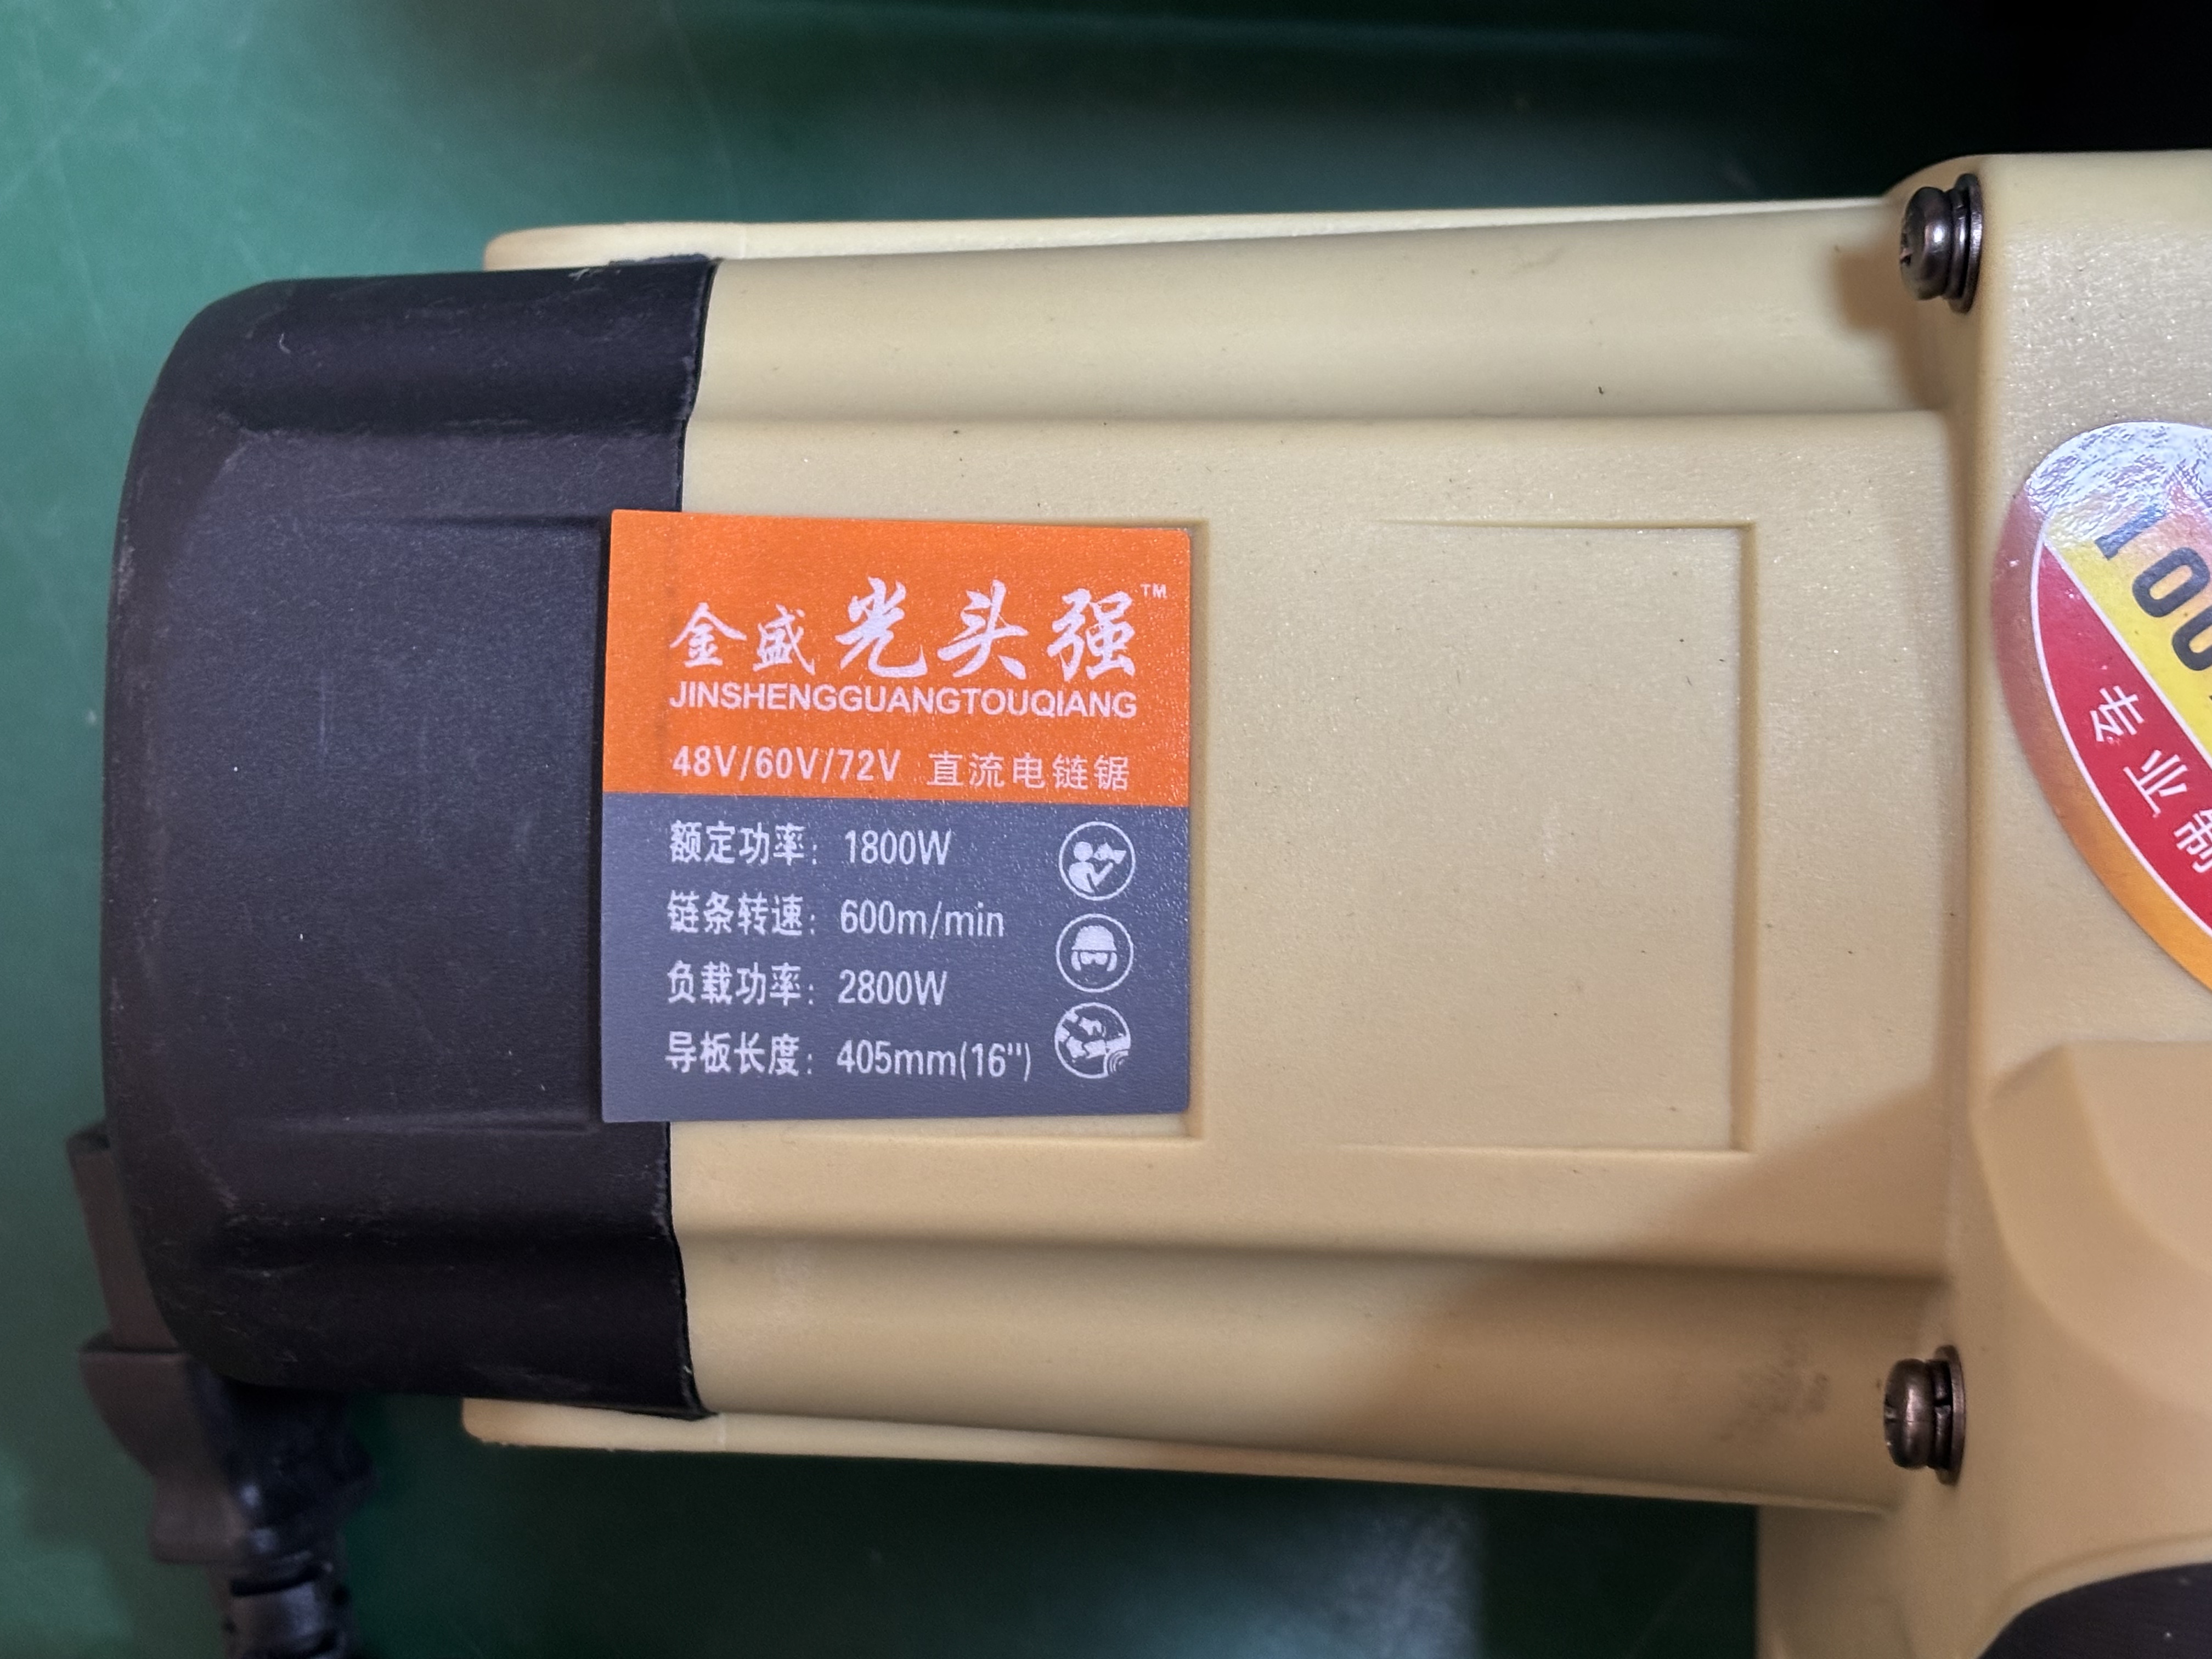 金盛光头强™
JINSHENGGUANGTOUQIANG
48V/60V/72V 直流电链锯
额定功率：1800W
链条转速：600m/min
负载功率：2800W
导板长度：405mm(16")
100
专业制